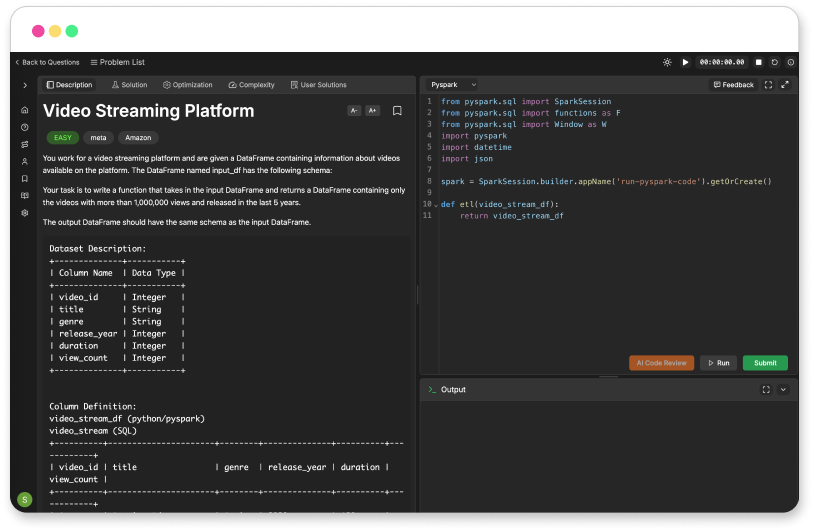 Back to Questions
Problem List
00:00:00.00
Description
Solution
Optimization
Complexity
User Solutions
Video Streaming Platform
A-
A+
EASY
meta
Amazon
You work for a video streaming platform and are given a DataFrame containing information about videos
available on the platform. The DataFrame named input_df has the following schema:
Your task is to write a function that takes in the input DataFrame and returns a DataFrame containing only
the videos with more than 1,000,000 views and released in the last 5 years.
The output DataFrame should have the same schema as the input DataFrame.
Dataset Description:
+--------------+-----------+
| Column Name  | Data Type |
+--------------+-----------+
| video_id     | Integer   |
| title        | String    |
| genre        | String    |
| release_year | Integer   |
| duration     | Integer   |
| view_count   | Integer   |
+--------------+-----------+
Column Definition:
video_stream_df (python/pyspark)
video_stream (SQL)
+----------+----------------------+--------+--------------+----------+---
---------+
| video_id | title                | genre  | release_year | duration |
view_count |
+----------+----------------------+--------+--------------+----------+---
---------+
S
Pyspark
Feedback
1 from pyspark.sql import SparkSession
2 from pyspark.sql import functions as F
3 from pyspark.sql import Window as W
4 import pyspark
5 import datetime
6 import json
7
8 spark = SparkSession.builder.appName('run-pyspark-code').getOrCreate()
9
10 def etl(video_stream_df):
11     return video_stream_df
AI Code Review
Run
Submit
Output